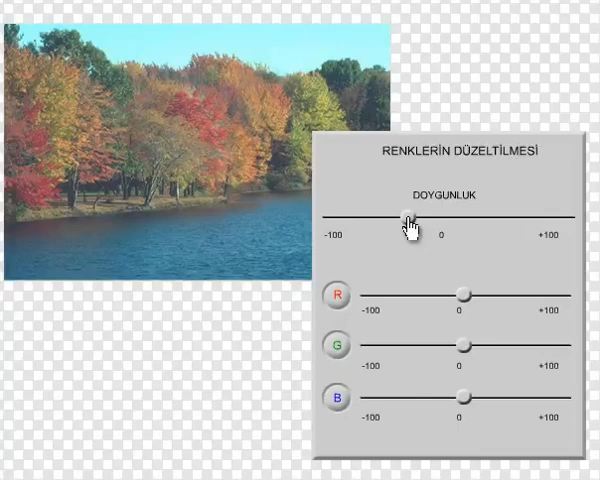 RENKLERİN DÜZELTİLMESİ
DOYGUNLUK
-100 0 +100
R
-100 0 +100
G
-100 0 +100
B
-100 0 +100